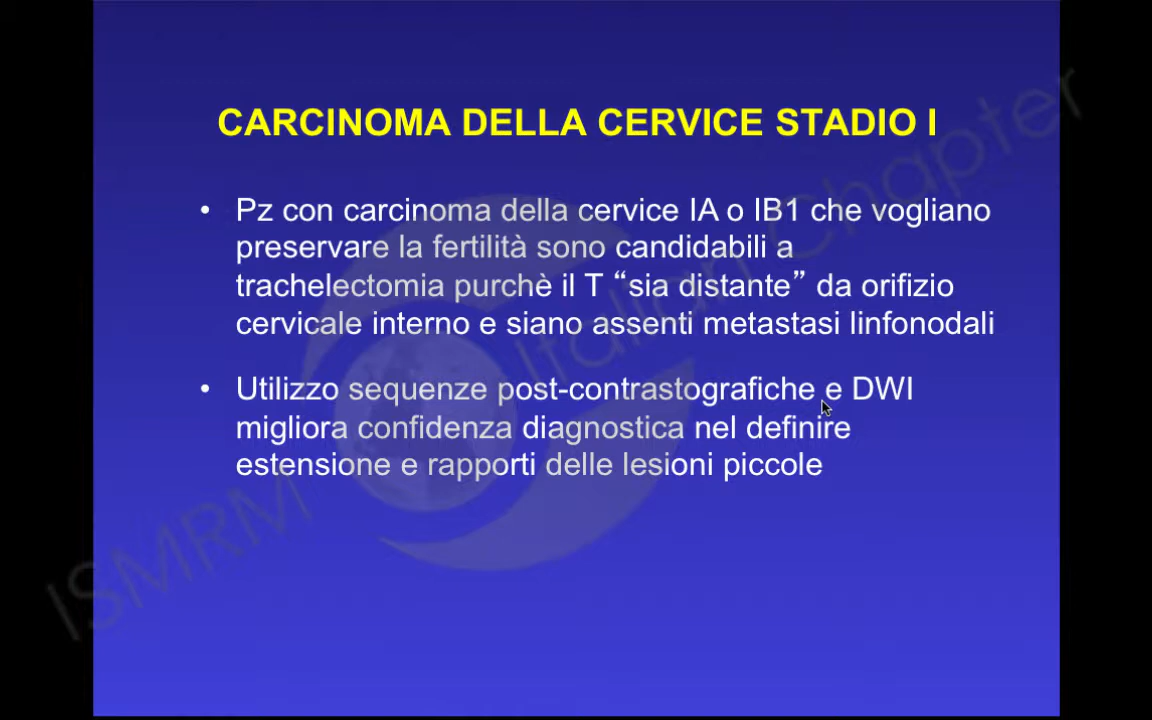 CARCINOMA DELLA CERVICE STADIO I
• Pz con carcinoma della cervice IA o IB1 che vogliano
preservare la fertilità sono candidabili a
trachelectomia purchè il T “sia distante” da orifizio
cervicale interno e siano assenti metastasi linfonodali
• Utilizzo sequenze post-contrastografiche e DWI
migliora confidenza diagnostica nel definire
estensione e rapporti delle lesioni piccole
ISMRM Italian Chapter